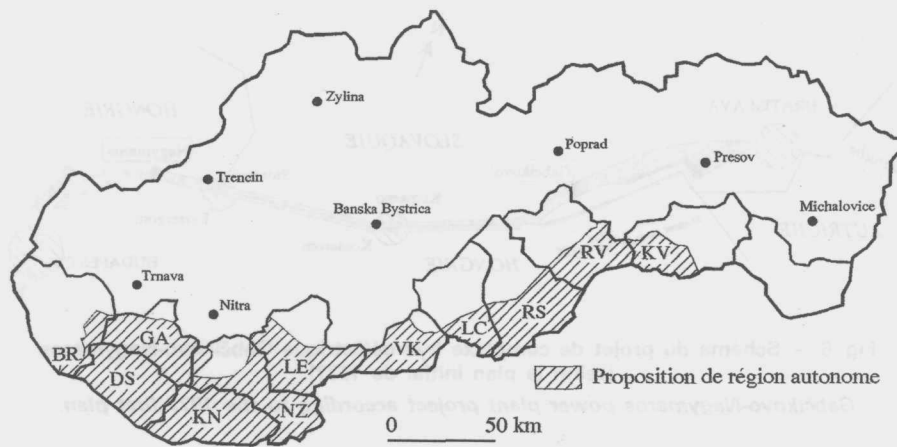 Zylina
Poprad
Presov
Trencin
Michalovice
Banska Bystrica
RV
KV
Trnava
Nitra
RS
GA
LC
BRA
LE
VK
DS
Proposition de région autonome
KN
NZ
0 50 km